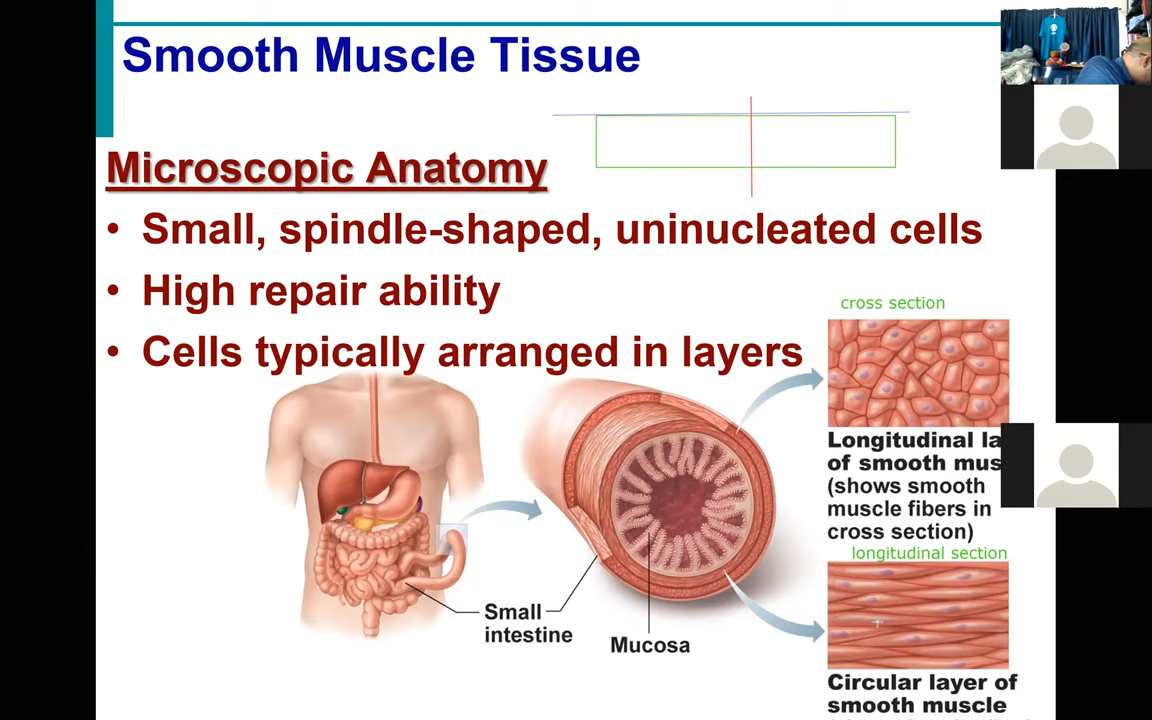 Smooth Muscle Tissue
Microscopic Anatomy
• Small, spindle-shaped, uninucleated cells
• High repair ability
• Cells typically arranged in layers
cross section
Longitudinal la
of smooth mus
(shows smooth
muscle fibers in
cross section)
longitudinal section
Small
intestine
Mucosa
Circular layer of
smooth muscle